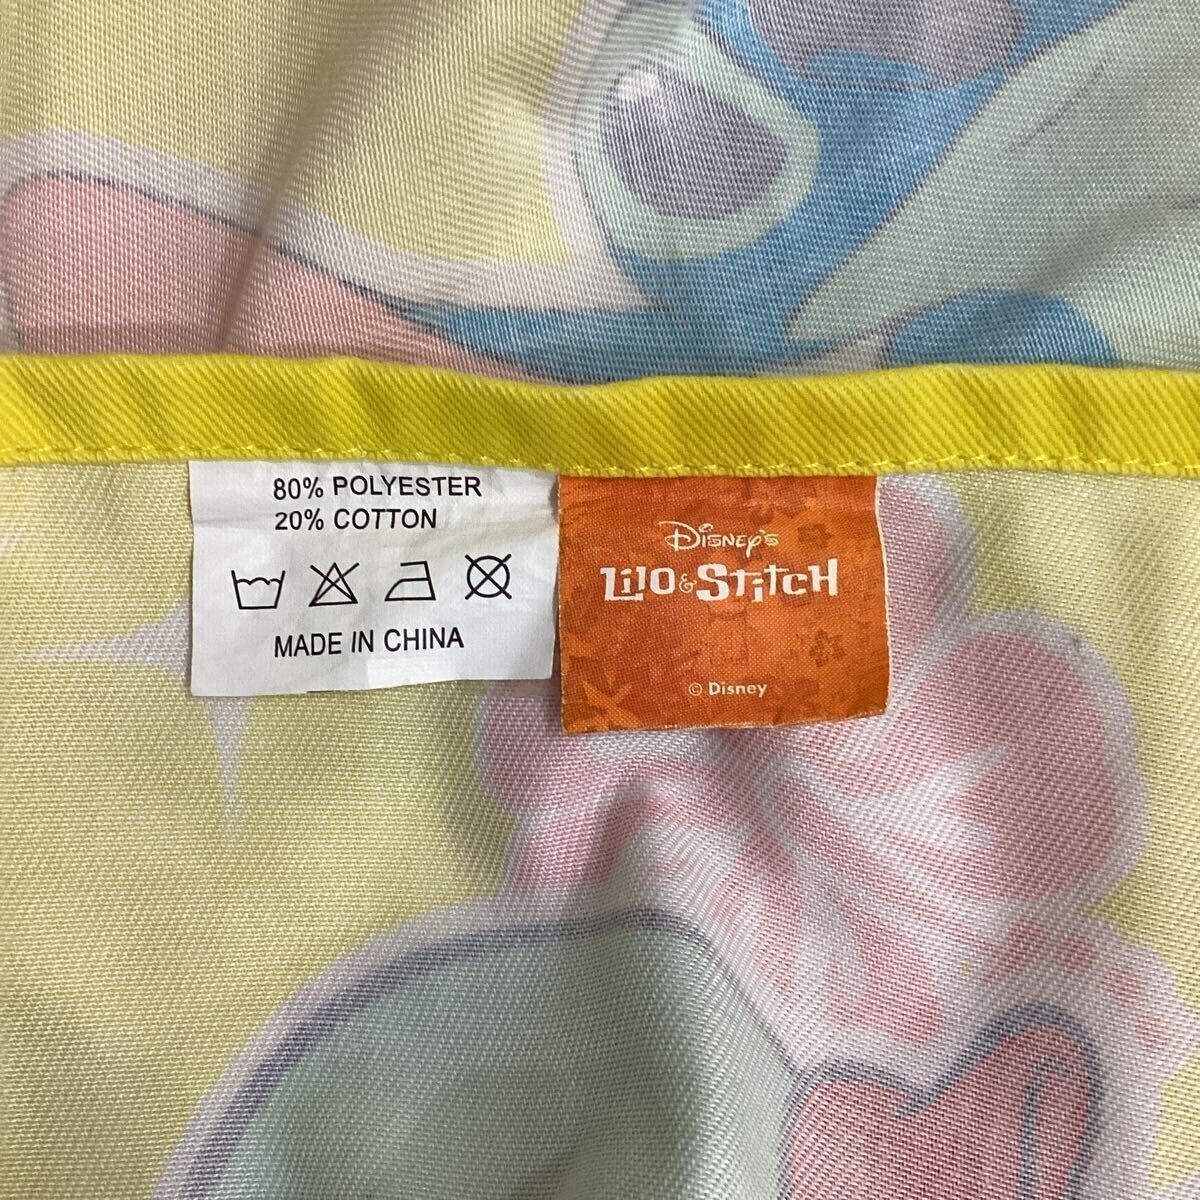 80% POLYESTER
20% COTTON
MADE IN CHINA
Disney's
Lilo & Stitch
© Disney